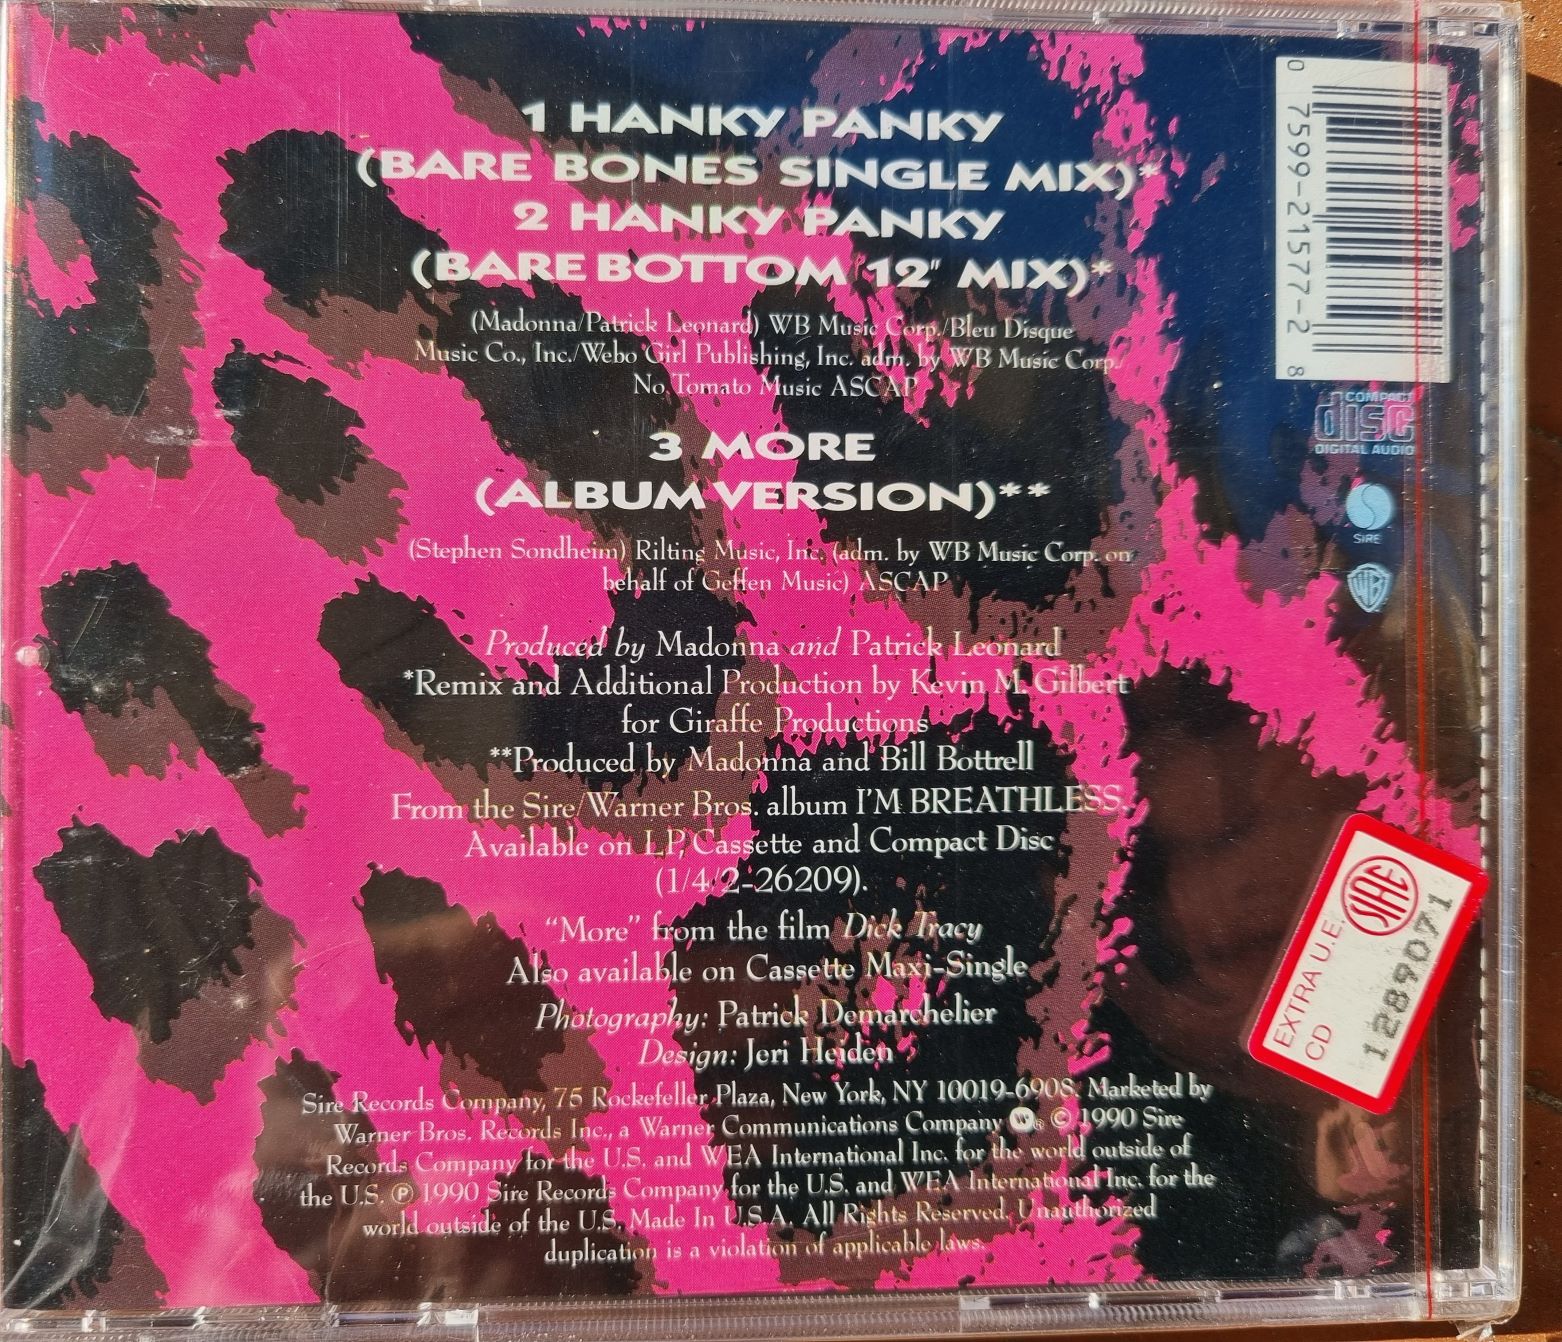 1 HANKY PANKY
(BARE BONES SINGLE MIX)*
2 HANKY PANKY
(BARE BOTTOM 12" MIX)*
(Madonna/Patrick Leonard) WB Music Corp./Bleu Disque
Music Co., Inc./Webo Girl Publishing, Inc. adm. by WB Music Corp./
No Tomato Music ASCAP
3 MORE
(ALBUM VERSION)**
(Stephen Sondheim) Rilting Music, Inc. (adm. by WB Music Corp. on
behalf of Geffen Music) ASCAP
Produced by Madonna and Patrick Leonard
*Remix and Additional Production by Kevin M. Gilbert
for Giraffe Productions
**Produced by Madonna and Bill Bottrell
From the Sire/Warner Bros. album I'M BREATHLESS.
Available on LP, Cassette and Compact Disc
(1/4/2-26209).
"More" from the film Dick Tracy
Also available on Cassette Maxi-Single
Photography: Patrick Demarchelier
Design: Jeri Heiden
Sire Records Company, 75 Rockefeller Plaza, New York, NY 10019-6908. Marketed by
Warner Bros. Records Inc., a Warner Communications Company W® © 1990 Sire
Records Company for the U.S. and WEA International Inc. for the world outside of
the U.S. ℗ 1990 Sire Records Company for the U.S. and WEA International Inc. for the
world outside of the U.S. Made In U.S.A. All Rights Reserved. Unauthorized
duplication is a violation of applicable laws.
0 7599-21577-2 8
COMPACT
disc
DIGITAL AUDIO
SIRE
WB
SIAE
EXTRA U.E.
CD
1289071